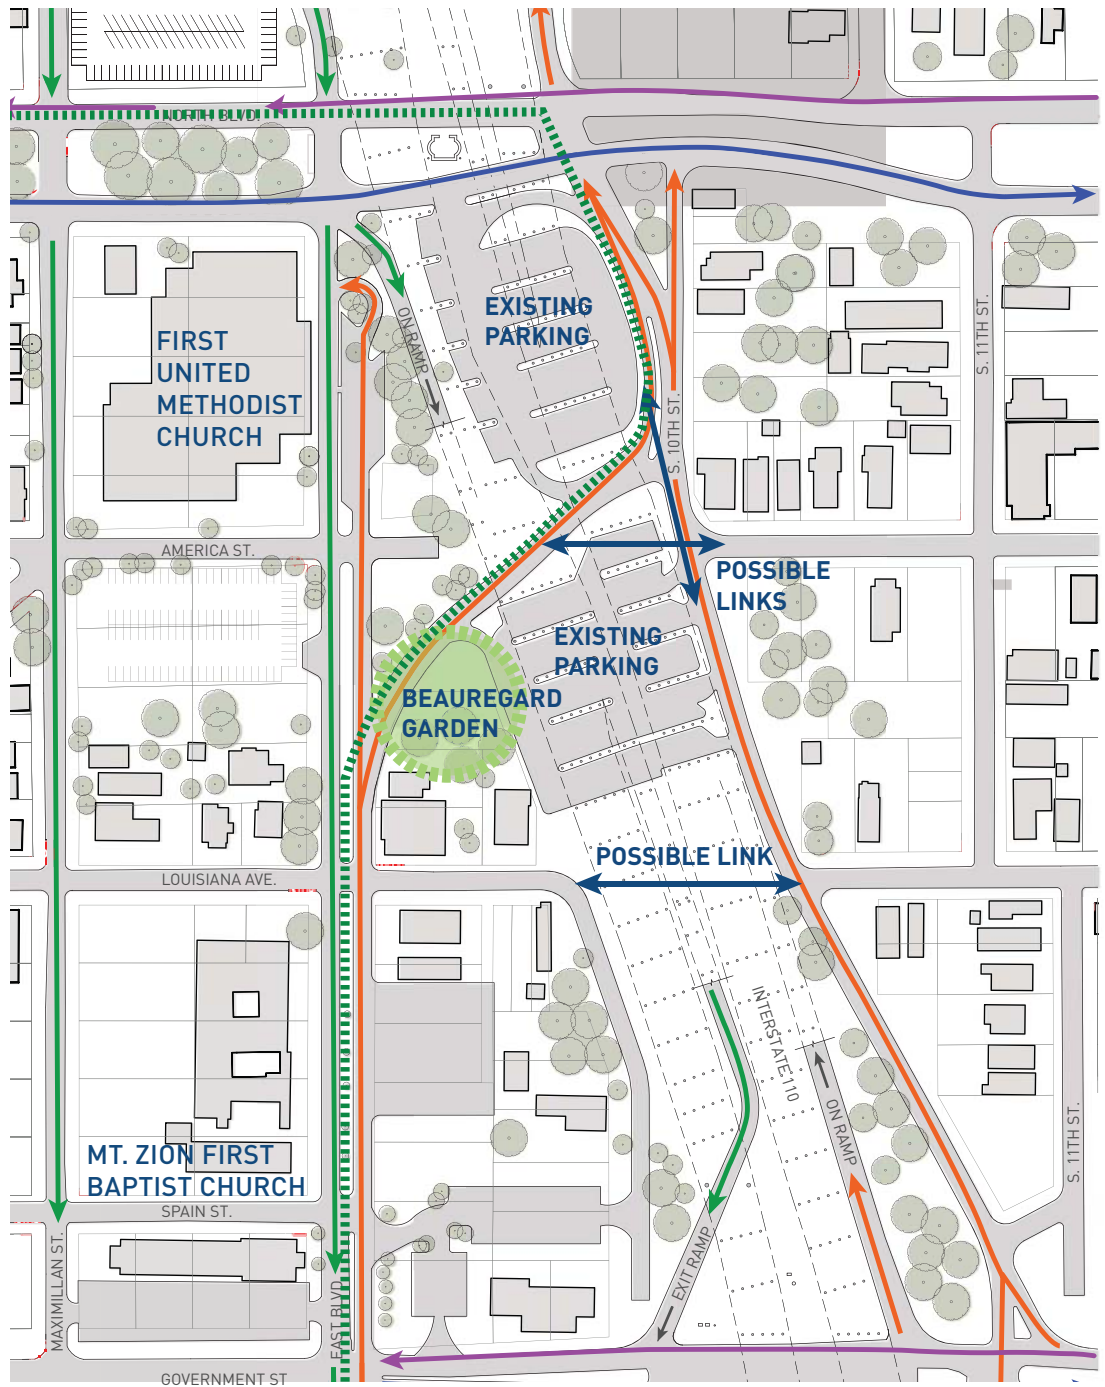 NORTH BLVD.
EXISTING
PARKING
ON RAMP
FIRST
UNITED
METHODIST
CHURCH
S. 10TH ST.
S. 11TH ST.
AMERICA ST.
POSSIBLE
LINKS
EXISTING
PARKING
BEAUREGARD
GARDEN
POSSIBLE LINK
LOUISIANA AVE.
INTERSTATE 110
ON RAMP
MT. ZION FIRST
BAPTIST CHURCH
S. 11TH ST.
SPAIN ST.
MAXIMILLAN ST.
EAST BLVD.
EXIT RAMP
GOVERNMENT ST